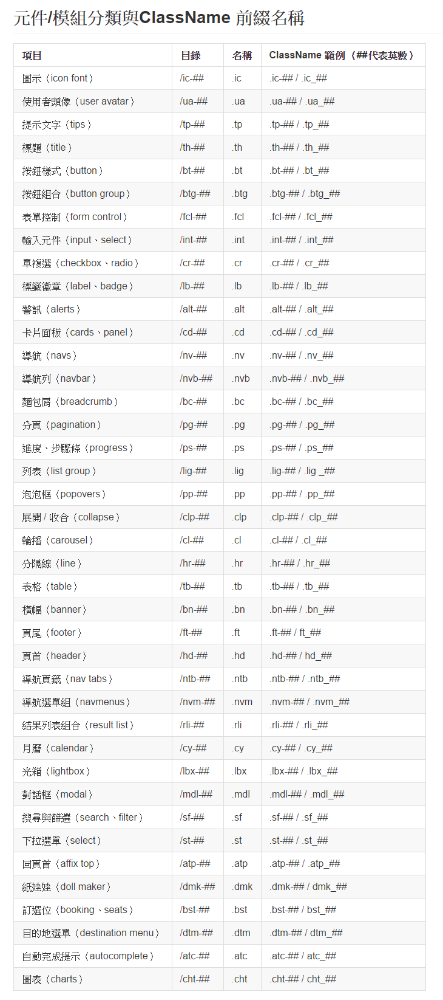 元件/模組分類與ClassName 前綴名稱
項目 目錄 名稱 ClassName 範例（##代表英數）
圖示（icon font） /ic-## .ic .ic-## / .ic_##
使用者頭像（user avatar） /ua-## .ua .ua-## / .ua_##
提示文字（tips） /tp-## .tp .tp-## / .tp_##
標題（title） /th-## .th .th-## / .th_##
按鈕樣式（button） /bt-## .bt .bt-## / .bt_##
按鈕組合（button group） /btg-## .btg .btg-## / .btg_##
表單控制（form control） /fcl-## .fcl .fcl-## / .fcl_##
輸入元件（input、select） /int-## .int .int-## / .int_##
單複選（checkbox、radio） /cr-## .cr .cr-## / .cr_##
標籤徽章（label、badge） /lb-## .lb .lb-## / .lb_##
警訊（alerts） /alt-## .alt .alt-## / .alt_##
卡片面板（cards、panel） /cd-## .cd .cd-## / .cd_##
導航（navs） /nv-## .nv .nv-## / .nv_##
導航列（navbar） /nvb-## .nvb .nvb-## / .nvb_##
麵包屑（breadcrumb） /bc-## .bc .bc-## / .bc_##
分頁（pagination） /pg-## .pg .pg-## / .pg_##
進度、步驟條（progress） /ps-## .ps .ps-## / .ps_##
列表（list group） /lig-## .lig .lig-## / .lig _##
泡泡框（popovers） /pp-## .pp .pp-## / .pp_##
展開 / 收合（collapse） /clp-## .clp .clp-## / .clp_##
輪播（carousel） /cl-## .cl .cl-## / .cl_##
分隔線（line） /hr-## .hr .hr-## / .hr_##
表格（table） /tb-## .tb .tb-## / .tb_##
橫幅（banner） /bn-## .bn .bn-## / .bn_##
頁尾（footer） /ft-## .ft .ft-## / ft_##
頁首（header） /hd-## .hd .hd-## / hd_##
導航頁籤（nav tabs） /ntb-## .ntb .ntb-## / .ntb_##
導航選單組（navmenus） /nvm-## .nvm .nvm-## / .nvm_##
結果列表組合（result list） /rli-## .rli .rli-## / .rli_##
月曆（calendar） /cy-## .cy .cy-## / .cy_##
光箱（lightbox） /lbx-## .lbx .lbx-## / .lbx_##
對話框（modal） /mdl-## .mdl .mdl-## / .mdl_##
搜尋與篩選（search、filter） /sf-## .sf .sf-## / .sf_##
下拉選單（select） /st-## .st .st-## / .st_##
回頁首（affix top） /atp-## .atp .atp-## / .atp_##
紙娃娃（doll maker） /dmk-## .dmk .dmk-## / dmk_##
訂選位（booking、seats） /bst-## .bst .bst-## / bst_##
目的地選單（destination menu） /dtm-## .dtm .dtm-## / dtm_##
自動完成提示（autocomplete） /atc-## .atc .atc-## / atc_##
圖表（charts） /cht-## .cht .cht-## / cht_##